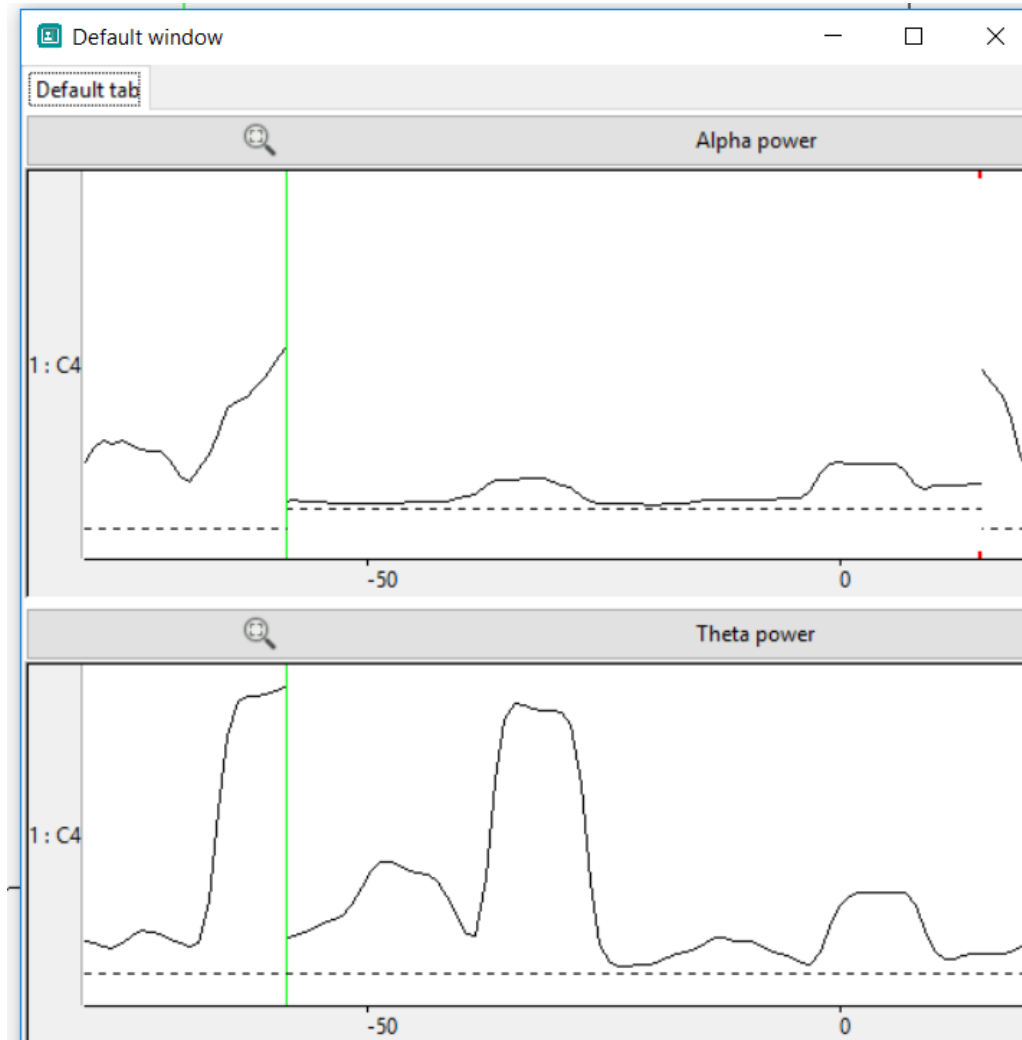 Default window
Default tab
Alpha power
1 : C4
-50 0
Theta power
1 : C4
-50 0